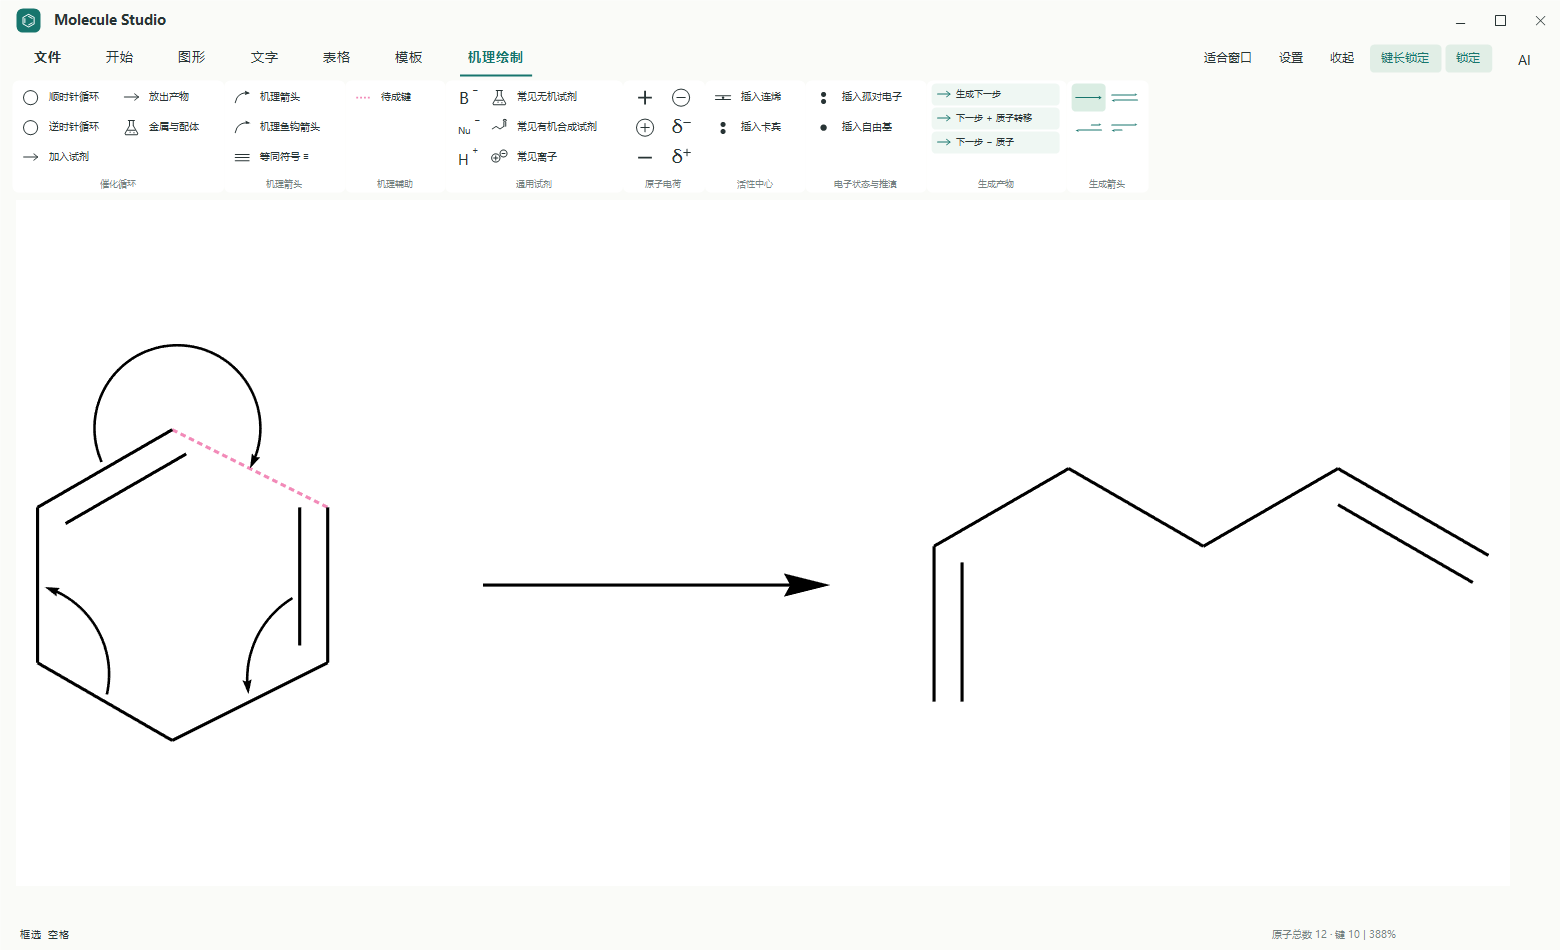 Molecule Studio
文件 开始 图形 文字 表格 模板 机理绘制 适合窗口 设置 收起 键长锁定 锁定 AI
顺时针循环 放出产物 机理箭头 待成键 B⁻ 常见无机试剂 + ⊖ 插入连烯 插入孤对电子 生成下一步
逆时针循环 金属与配体 机理鱼钩箭头 Nu⁻ 常见有机合成试剂 ⊕ δ⁻ 插入卡宾 插入自由基 下一步 + 质子转移
加入试剂 等同符号 ≡ H⁺ 常见离子 − δ⁺ 下一步 − 质子
催化循环 机理箭头 机理辅助 通用试剂 原子电荷 活性中心 电子状态与推演 生成产物 生成箭头
框选 空格 原子总数 12 · 键 10 | 388%